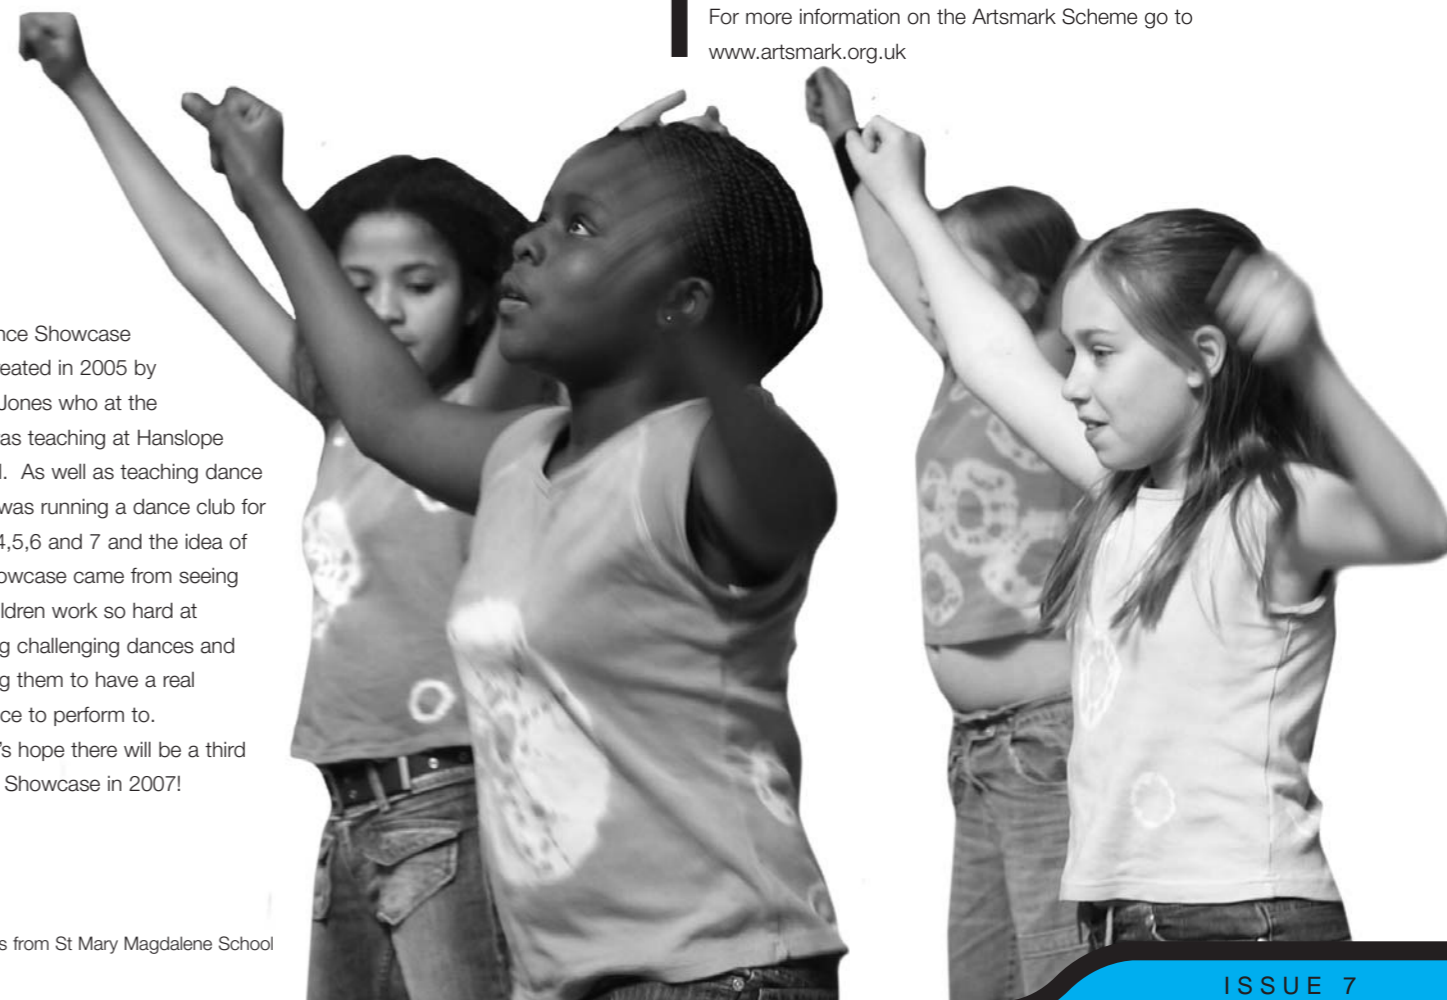 For more information on the Artsmark Scheme go to
www.artsmark.org.uk
nce Showcase
eated in 2005 by
Jones who at the
as teaching at Hanslope
l. As well as teaching dance
was running a dance club for
4,5,6 and 7 and the idea of
owcase came from seeing
ldren work so hard at
g challenging dances and
g them to have a real
ce to perform to.
's hope there will be a third
Showcase in 2007!
s from St Mary Magdalene School
ISSUE 7